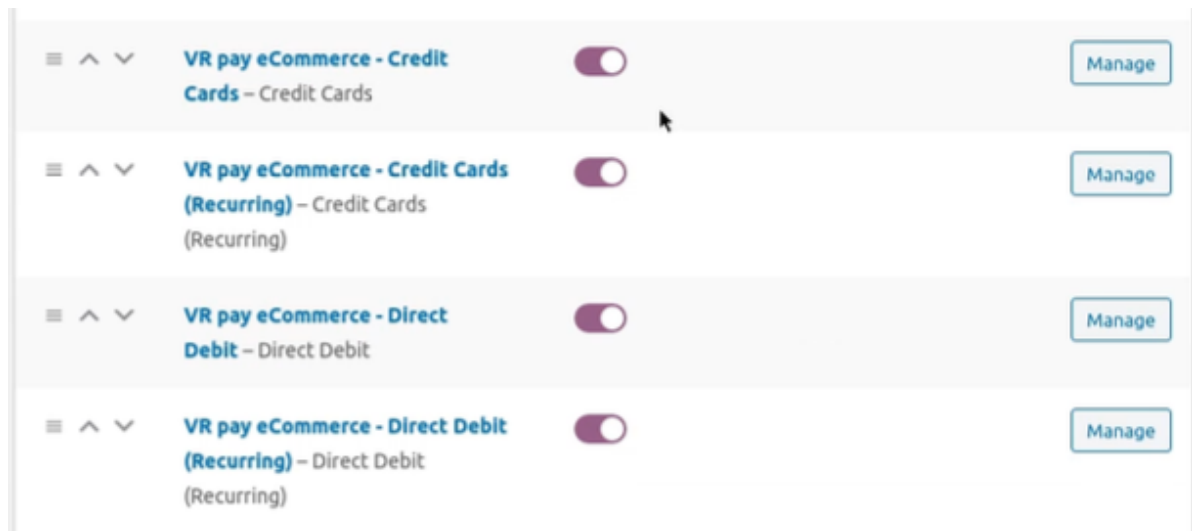 VR pay eCommerce - Credit
Cards – Credit Cards
Manage
VR pay eCommerce - Credit Cards
(Recurring) – Credit Cards
(Recurring)
Manage
VR pay eCommerce - Direct
Debit – Direct Debit
Manage
VR pay eCommerce - Direct Debit
(Recurring) – Direct Debit
(Recurring)
Manage